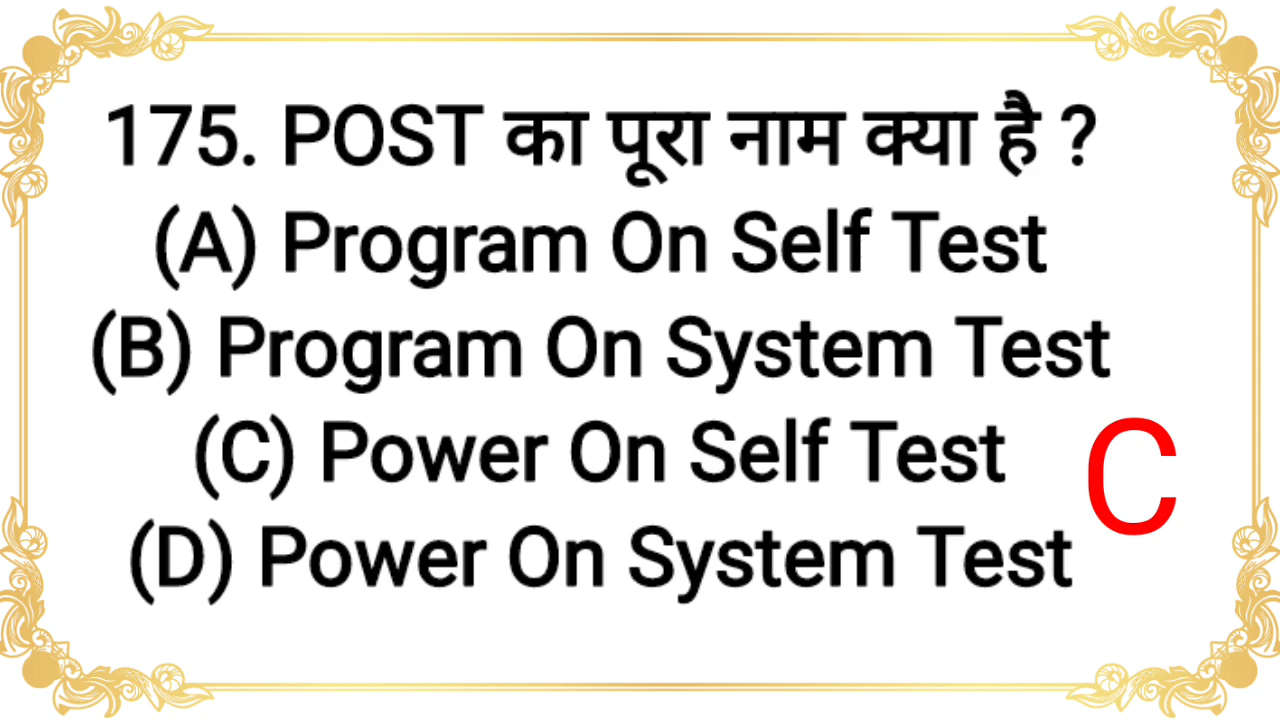 175. POST का पूरा नाम क्या है ?
(A) Program On Self Test
(B) Program On System Test
(C) Power On Self Test
C
(D) Power On System Test